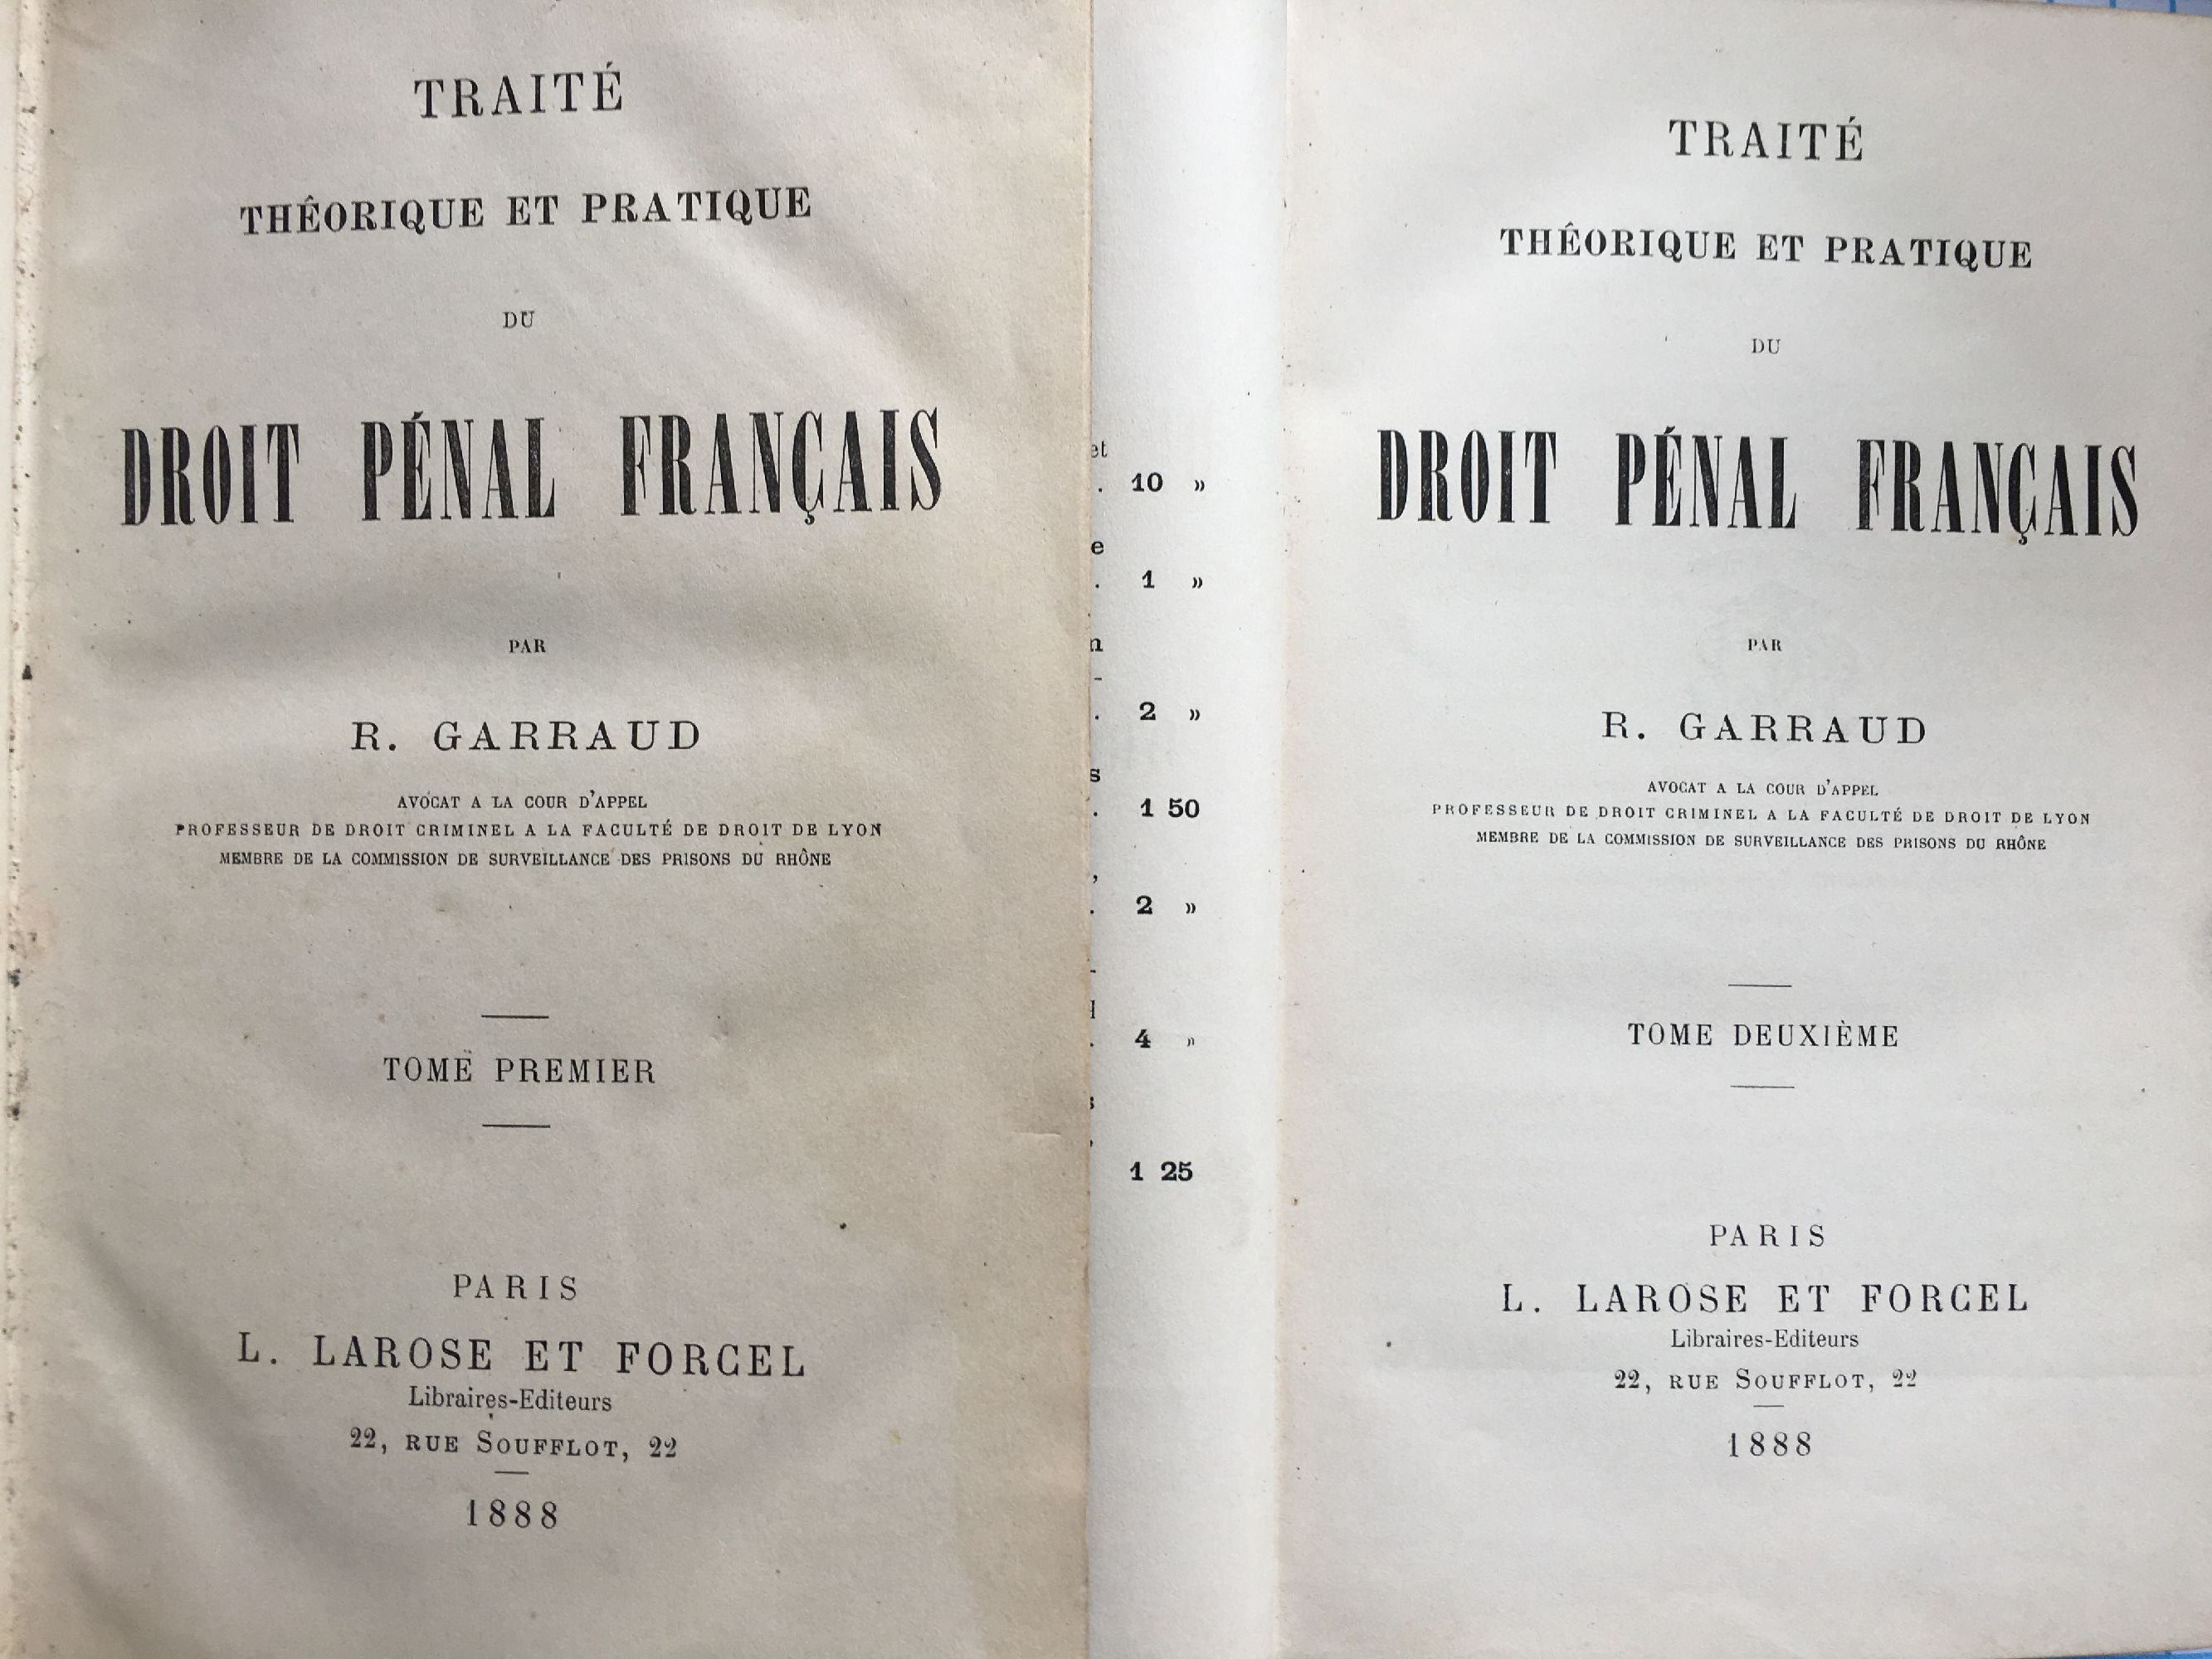 TRAITÉ
THÊORIQUE ET PRATIQUE
DU
DROIT PÉNAL FRANÇAIS
PAR
R. GARRAUD
AVOCAT A LA COUR D'APPEL
PROFESSEUR DE DROIT CRIMINEL A LA FACULTÉ DE DROIT DE LYON
MEMBRE DE LA COMMISSION DE SURVEILLANCE DES PRISONS DU RHÔNE
TOME PREMIER
PARIS
L. LAROSE ET FORCEL
Libraires-Editeurs
22, RUE SOUFFLOT, 22
1888
et
. 10 »
e
. 1 »
n
-
. 2 »
s
. 1 50
,
. 2 »
-
. 4 »
s
1 25
TRAITÉ
THÊORIQUE ET PRATIQUE
DU
DROIT PÉNAL FRANÇAIS
PAR
R. GARRAUD
AVOCAT A LA COUR D'APPEL
PROFESSEUR DE DROIT CRIMINEL A LA FACULTÉ DE DROIT DE LYON
MEMBRE DE LA COMMISSION DE SURVEILLANCE DES PRISONS DU RHÔNE
TOME DEUXIÈME
PARIS
L. LAROSE ET FORCEL
Libraires-Editeurs
22, RUE SOUFFLOT, 22
1888